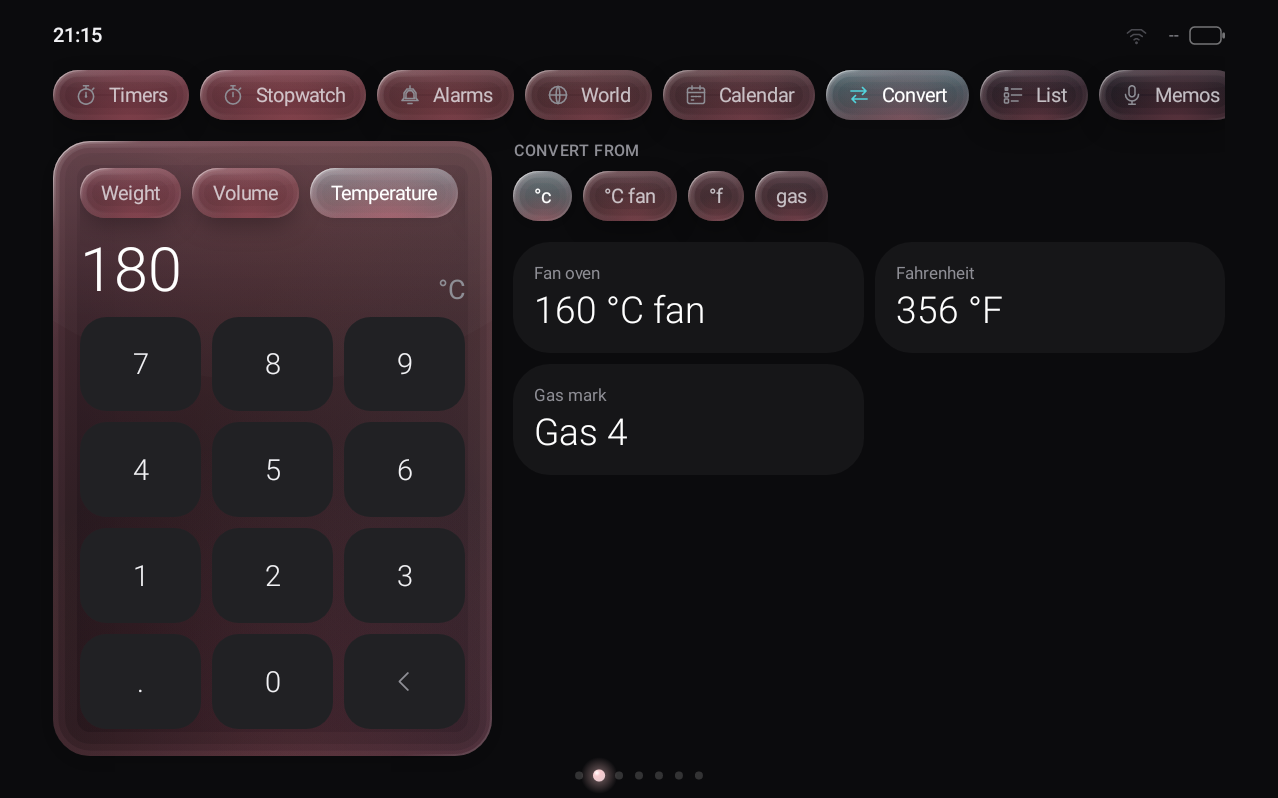 21:15
--
Timers Stopwatch Alarms World Calendar Convert List Memos
Weight Volume Temperature
180 °C
7 8 9
4 5 6
1 2 3
. 0
CONVERT FROM
°c °C fan °f gas
Fan oven
160 °C fan
Fahrenheit
356 °F
Gas mark
Gas 4